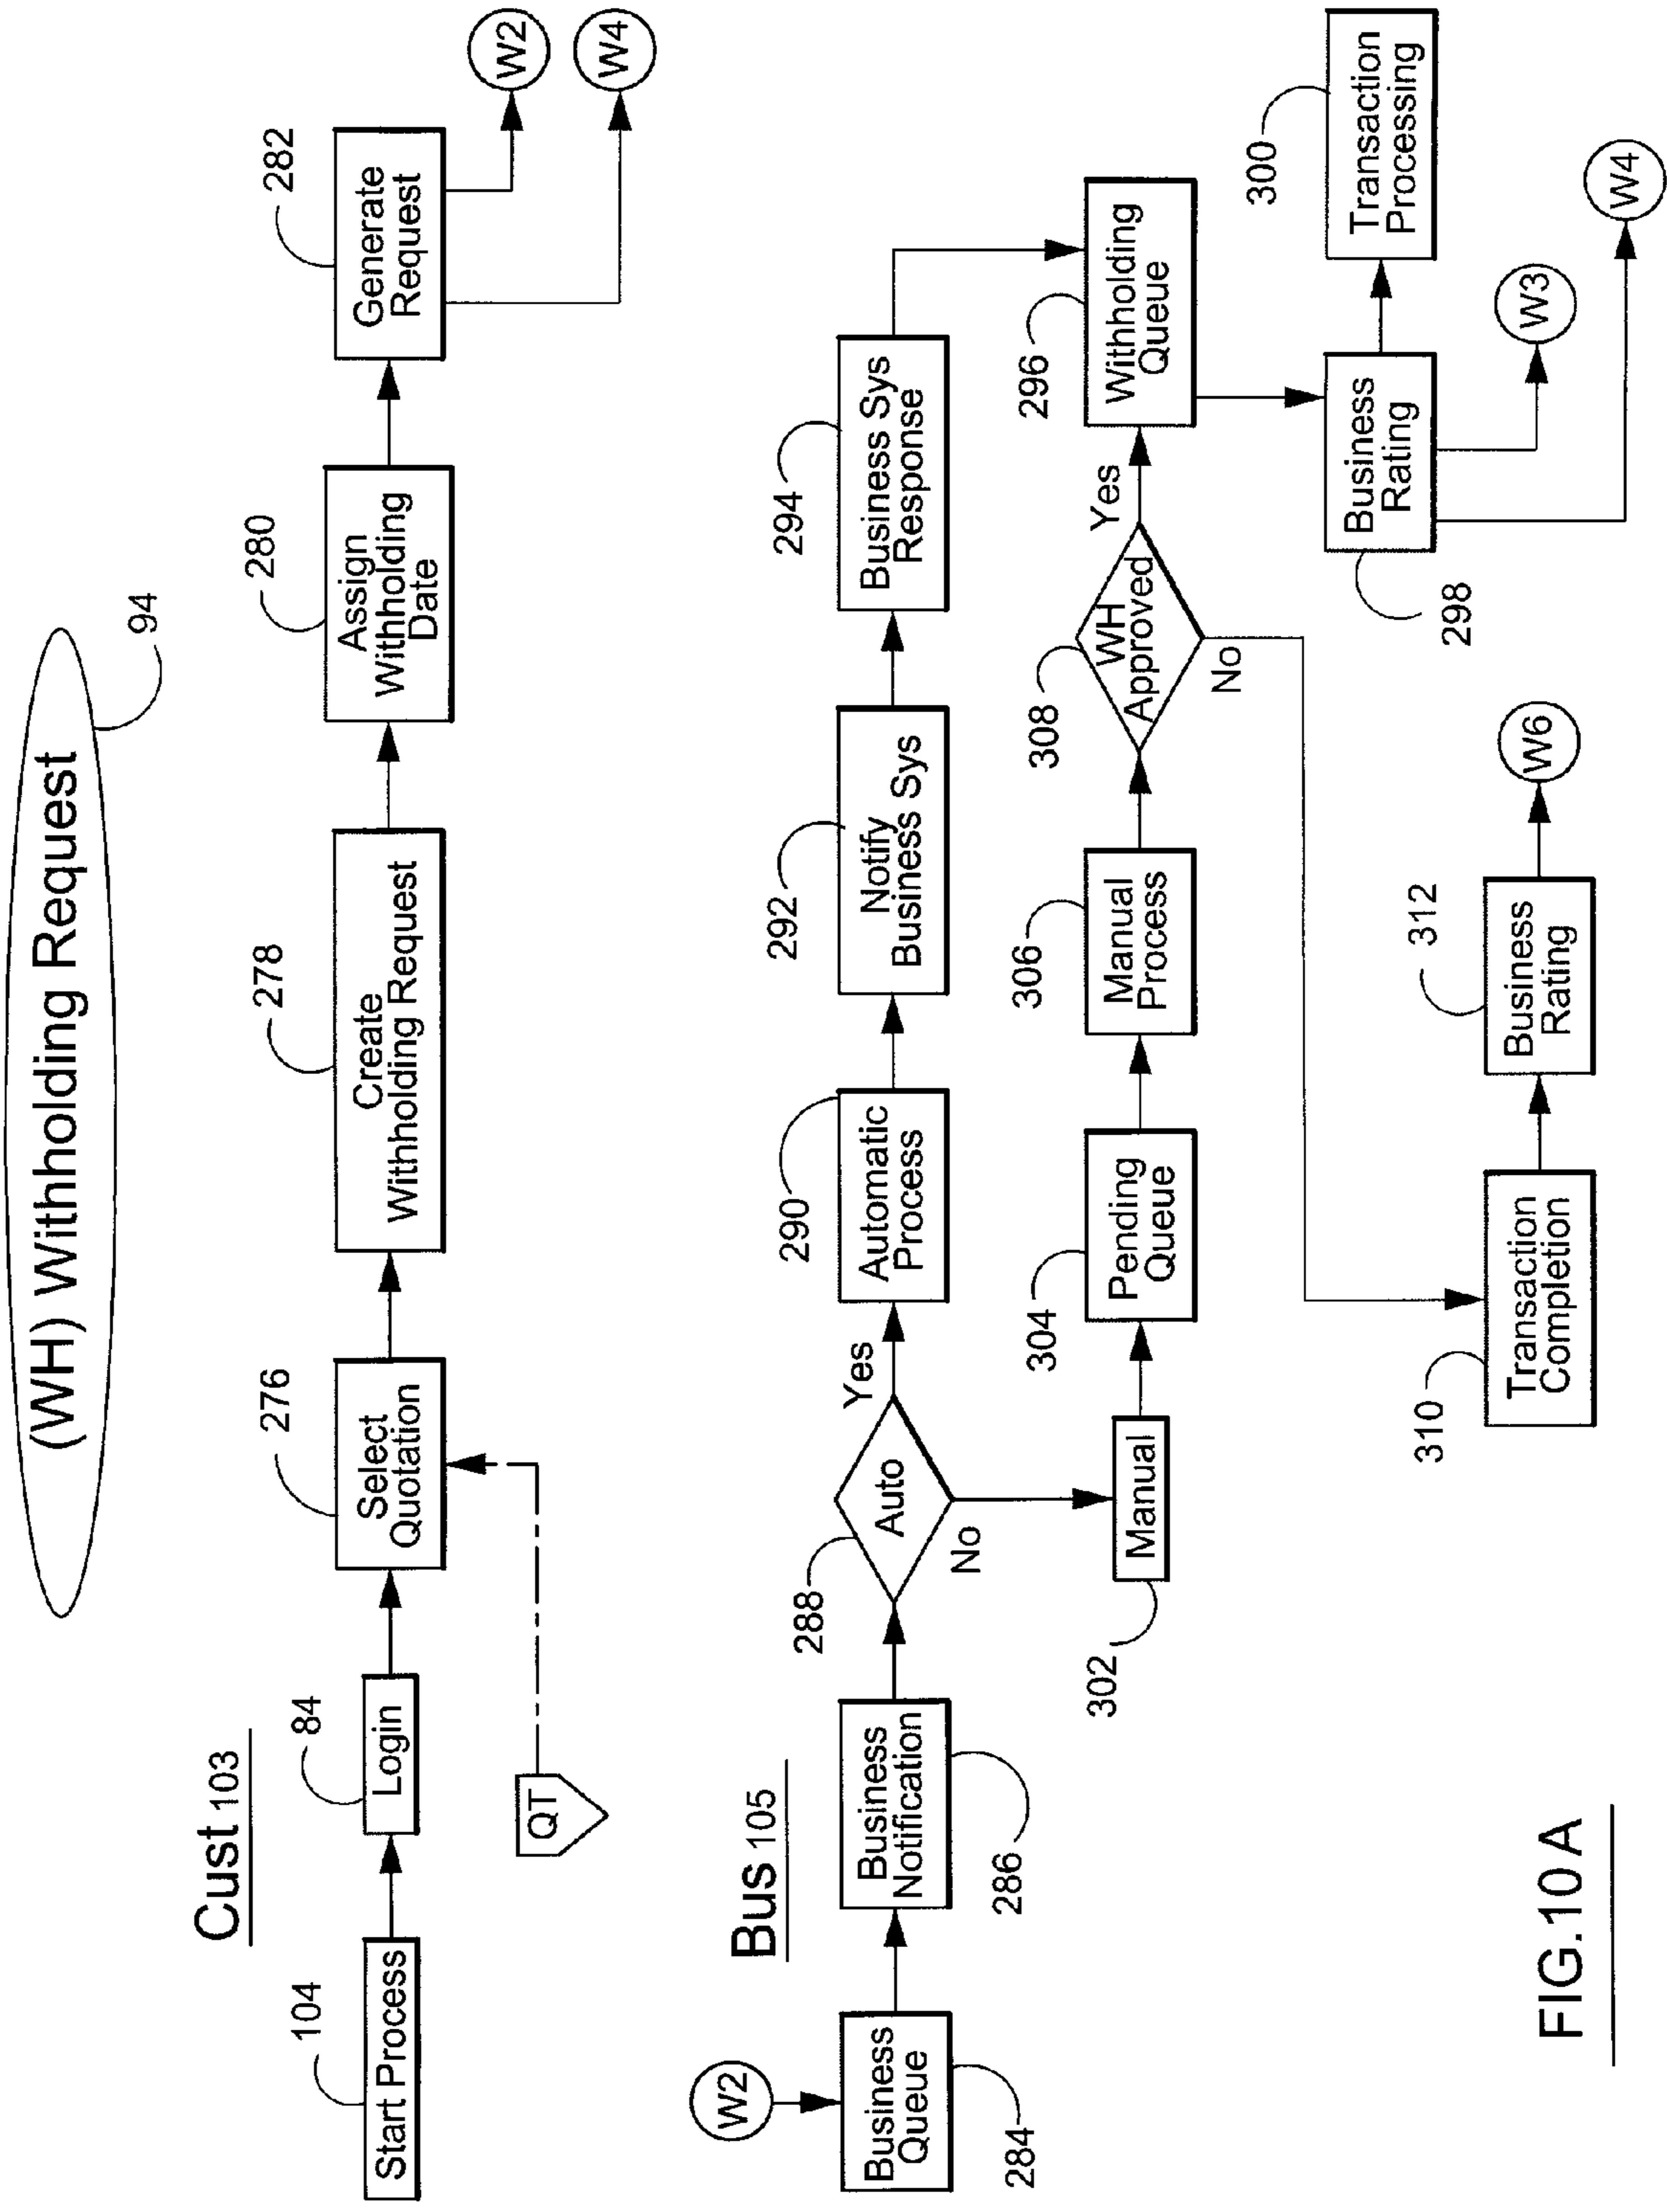 (WH) Withholding Request
94
Cust 103
104
Start Process
84
Login
276
Select
Quotation
QT
278
Create
Withholding Request
280
Assign
Withholding
Date
282
Generate
Request
W2
W4
Bus 105
W2
Business
Queue
284
Business
Notification
286
288
Auto
Yes
No
290
Automatic
Process
292
Notify
Business Sys
294
Business Sys
Response
302
Manual
304
Pending
Queue
306
Manual
Process
308
WH
Approved
Yes
No
296
Withholding
Queue
298
Business
Rating
300
Transaction
Processing
W3
W4
310
Transaction
Completion
312
Business
Rating
W6
FIG.10A